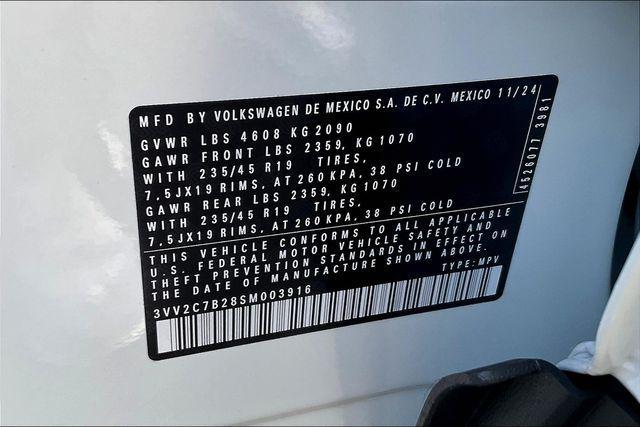 MFD BY VOLKSWAGEN DE MEXICO S.A. DE C.V. MEXICO 11/24
GVWR LBS 4608 KG 2090
GAWR FRONT LBS 2359, KG 1070
WITH 235/45 R19 TIRES,
7,5JX19 RIMS, AT 260 KPA, 38 PSI COLD
GAWR REAR LBS 2359, KG 1070
WITH 235/45 R19 TIRES,
7,5JX19 RIMS, AT 260 KPA, 38 PSI COLD
4526077 3981
THIS VEHICLE CONFORMS TO ALL APPLICABLE
U.S. FEDERAL MOTOR VEHICLE SAFETY AND
THEFT PREVENTION STANDARDS IN EFFECT ON
THE DATE OF MANUFACTURE SHOWN ABOVE.
3VV2C7B28SM003916 TYPE: MPV